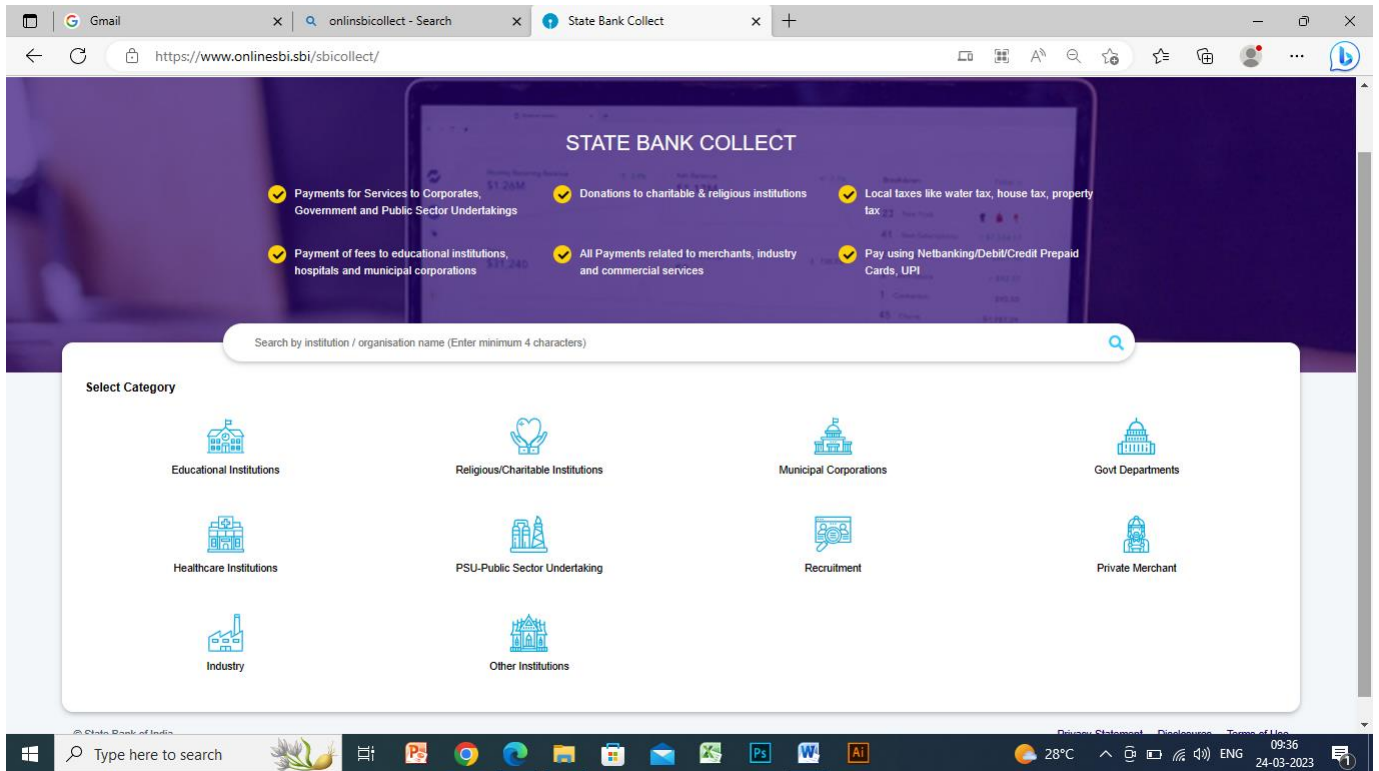 Gmail
onlinsbicollect - Search
State Bank Collect
https://www.onlinesbi.sbi/sbicollect/
STATE BANK COLLECT
Payments for Services to Corporates,
Government and Public Sector Undertakings
Donations to charitable & religious institutions
Local taxes like water tax, house tax, property
tax
Payment of fees to educational institutions,
hospitals and municipal corporations
All Payments related to merchants, industry
and commercial services
Pay using Netbanking/Debit/Credit Prepaid
Cards, UPI
Search by institution / organisation name (Enter minimum 4 characters)
Select Category
Educational Institutions
Religious/Charitable Institutions
Municipal Corporations
Govt Departments
Healthcare Institutions
PSU-Public Sector Undertaking
Recruitment
Private Merchant
Industry
Other Institutions
© State Bank of India
Privacy Statement Disclosures Terms of Use
Type here to search
28°C
ENG
09:36
24-03-2023